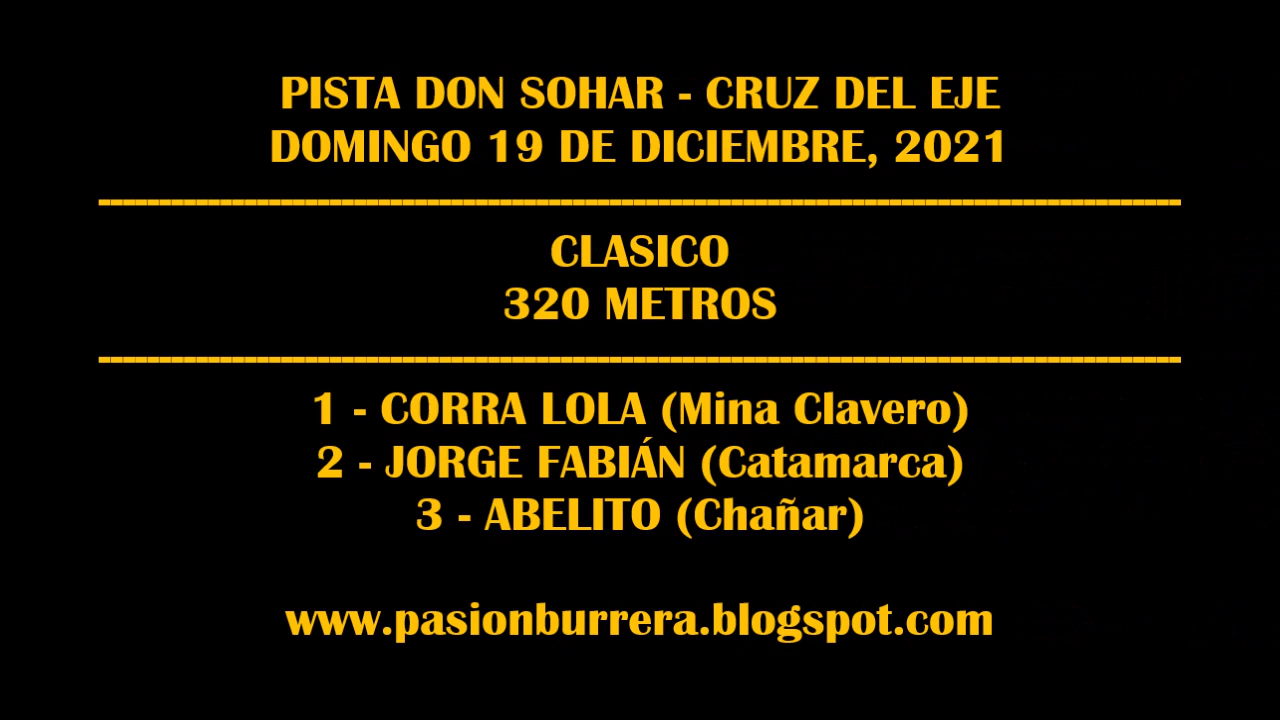 PISTA DON SOHAR - CRUZ DEL EJE
DOMINGO 19 DE DICIEMBRE, 2021
CLASICO
320 METROS
1 - CORRA LOLA (Mina Clavero)
2 - JORGE FABIÁN (Catamarca)
3 - ABELITO (Chañar)
www.pasionburrera.blogspot.com